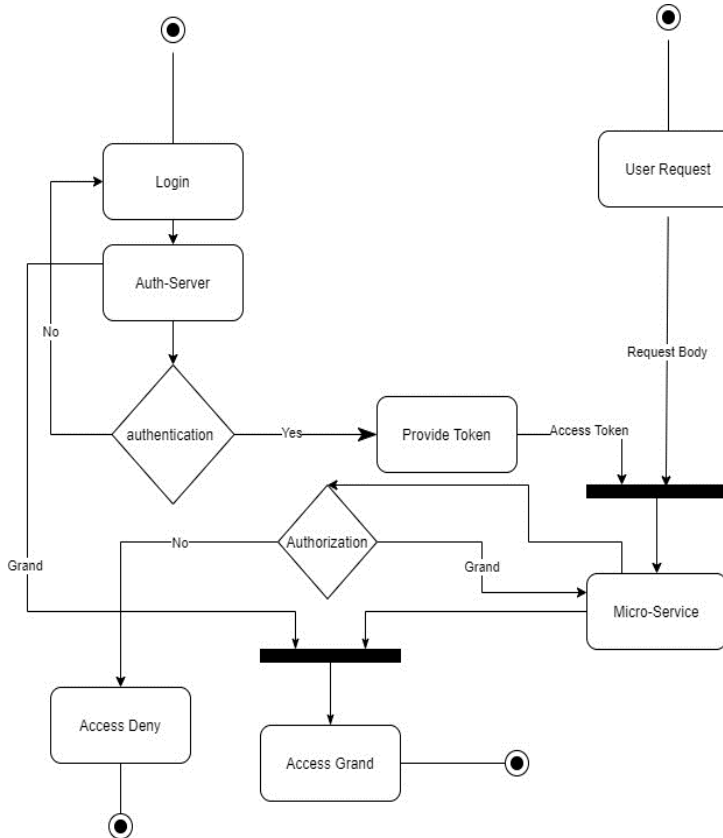 Login
User Request
Auth-Server
No
Request Body
authentication
Yes
Provide Token
Access Token
No
Authorization
Grand
Grand
Micro-Service
Access Deny
Access Grand